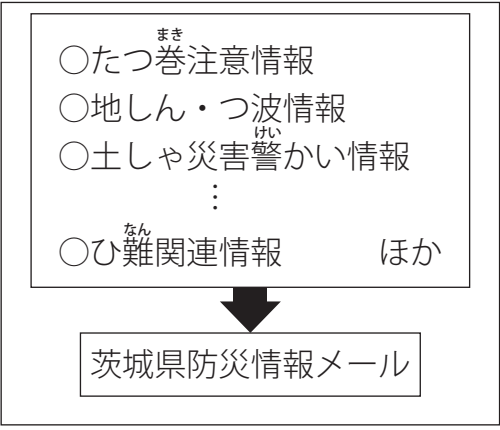 ○たつ巻注意情報
○地しん・つ波情報
○土しゃ災害警かい情報
⋮
○ひ難関連情報　ほか
茨城県防災情報メール